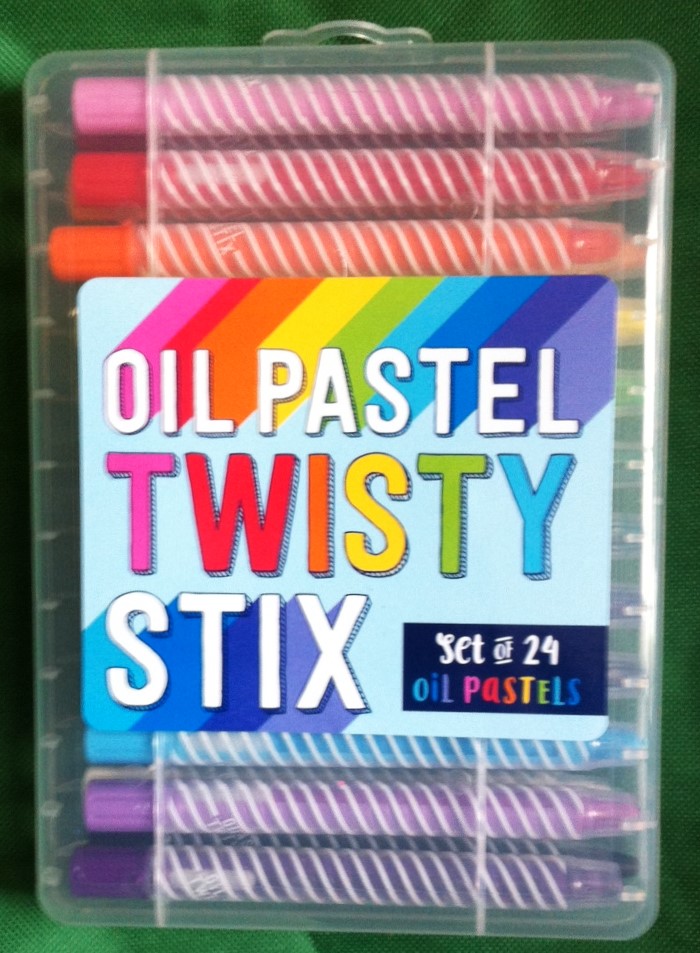 OIL PASTEL
TWISTY
STIX
Set OF 24
OiL PASTELS